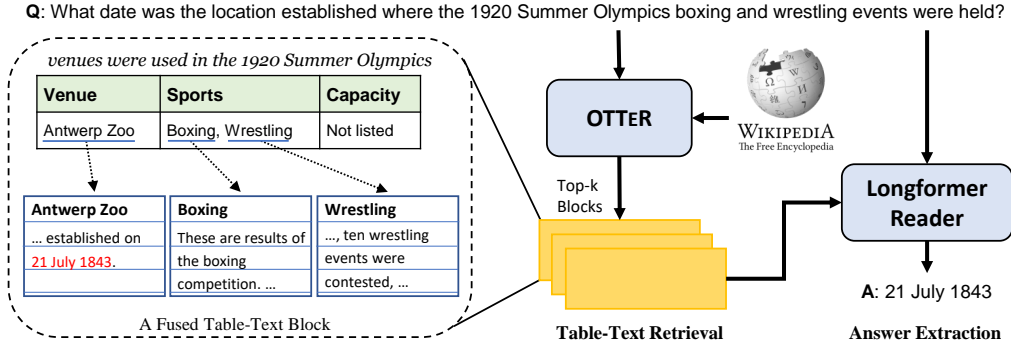 Q: What date was the location established where the 1920 Summer Olympics boxing and wrestling events were held?
venues were used in the 1920 Summer Olympics
Venue Sports Capacity
Antwerp Zoo Boxing, Wrestling Not listed
Antwerp Zoo
… established on
21 July 1843.
Boxing
These are results of
the boxing
competition. …
Wrestling
…, ten wrestling
events were
contested, …
A Fused Table-Text Block
OTTER
WIKIPEDIA
The Free Encyclopedia
Top-k
Blocks
Table-Text Retrieval
Longformer
Reader
A: 21 July 1843
Answer Extraction